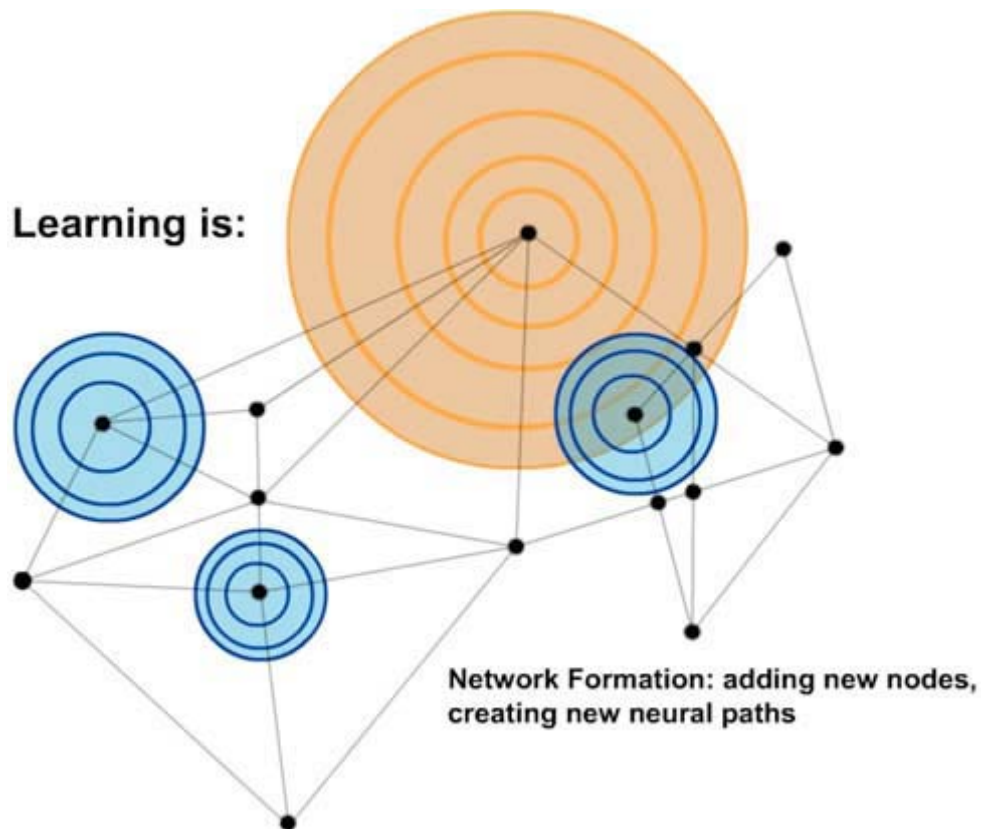 Learning is:
Network Formation: adding new nodes,
creating new neural paths